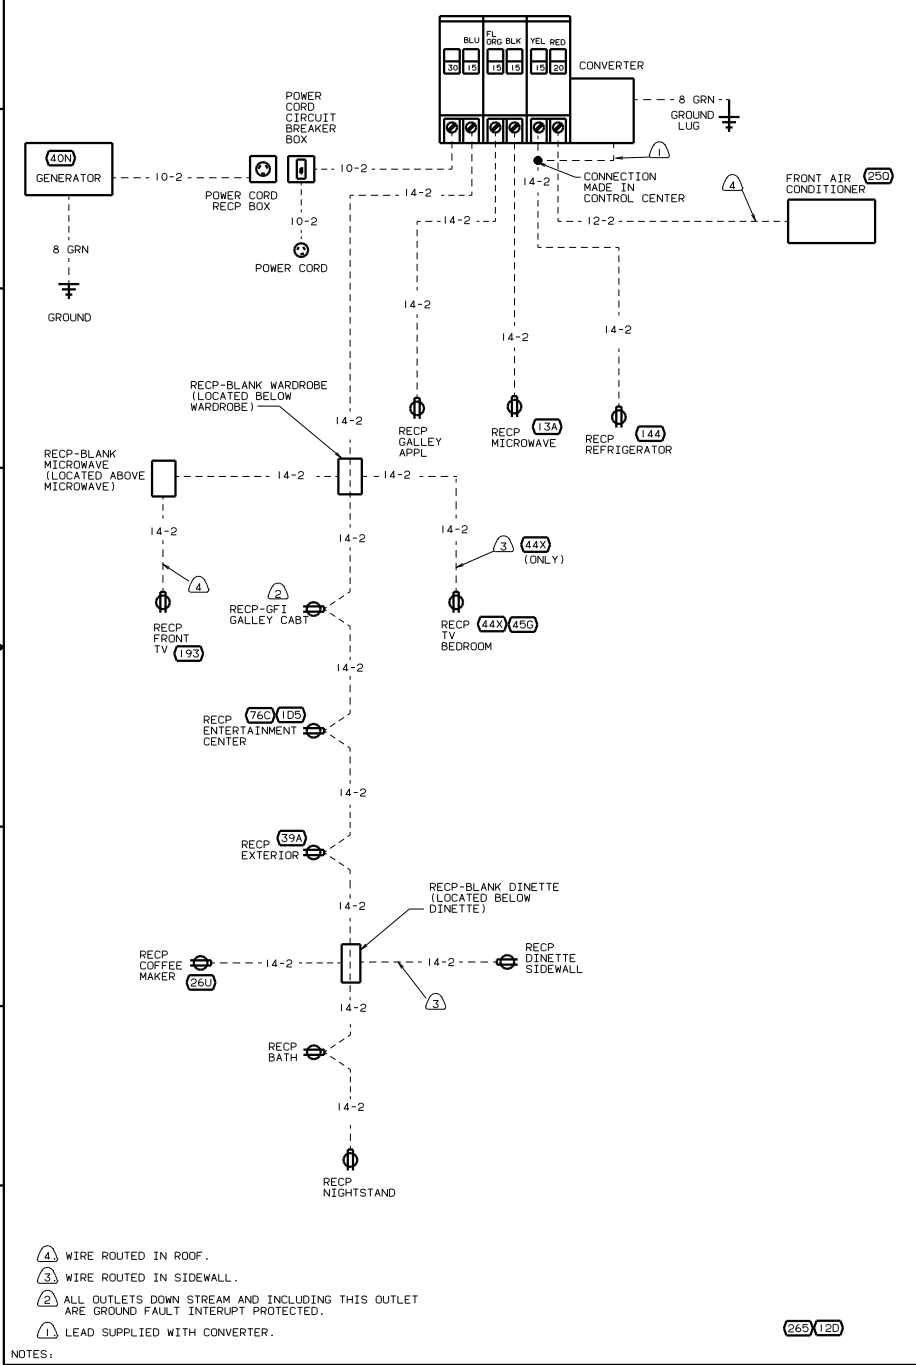 BLU
FL
ORG BLK
YEL RED
30 15 15 15 15 20
CONVERTER
8 GRN
GROUND
LUG
POWER
CORD
CIRCUIT
BREAKER
BOX
40N
GENERATOR
10-2
10-2
POWER CORD
RECP BOX
10-2
POWER CORD
8 GRN
GROUND
1
CONNECTION
MADE IN
CONTROL CENTER
14-2
14-2
14-2
12-2
4
FRONT AIR 25Q
CONDITIONER
14-2
14-2
14-2
RECP-BLANK WARDROBE
(LOCATED BELOW
WARDROBE)
14-2
RECP
GALLEY
APPL
RECP 13A
MICROWAVE
RECP 144
REFRIGERATOR
RECP-BLANK
MICROWAVE
(LOCATED ABOVE
MICROWAVE)
14-2
14-2
14-2
14-2
14-2
3 44X
(ONLY)
4
2
RECP-GFI
GALLEY CABT
RECP
FRONT
TV 193
RECP 44X 45G
TV
BEDROOM
14-2
RECP 76C 1D5
ENTERTAINMENT
CENTER
14-2
RECP 39A
EXTERIOR
14-2
RECP-BLANK DINETTE
(LOCATED BELOW
DINETTE)
RECP
COFFEE
MAKER 26U
14-2
14-2
3
RECP
DINETTE
SIDEWALL
14-2
RECP
BATH
14-2
RECP
NIGHTSTAND
4. WIRE ROUTED IN ROOF.
3. WIRE ROUTED IN SIDEWALL.
2 ALL OUTLETS DOWN STREAM AND INCLUDING THIS OUTLET
ARE GROUND FAULT INTERUPT PROTECTED.
1. LEAD SUPPLIED WITH CONVERTER.
265 12D
NOTES: